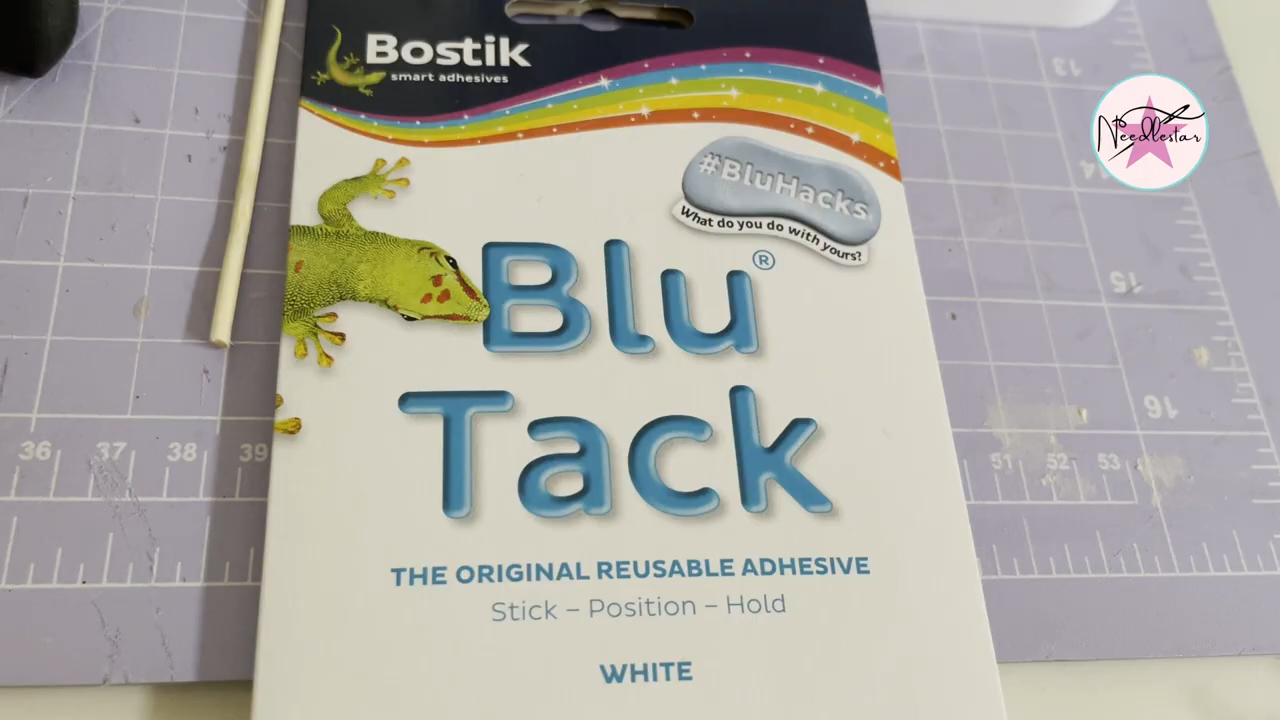 Bostik
smart adhesives
#BluHacks
What do you do with yours?
Blu®
Tack
THE ORIGINAL REUSABLE ADHESIVE
Stick – Position – Hold
WHITE
Needlestar
13
14
15
16
36 37 38 39
51 52 53